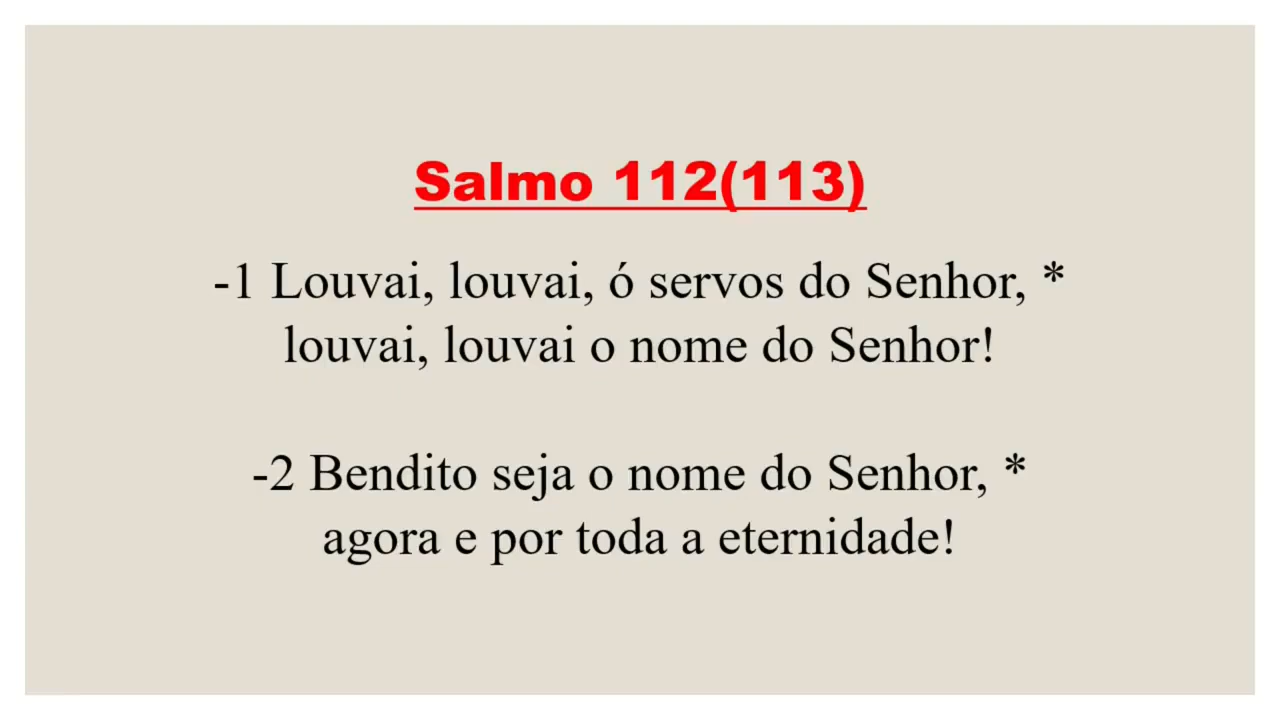 Salmo 112(113)
-1 Louvai, louvai, ó servos do Senhor, *
louvai, louvai o nome do Senhor!
-2 Bendito seja o nome do Senhor, *
agora e por toda a eternidade!